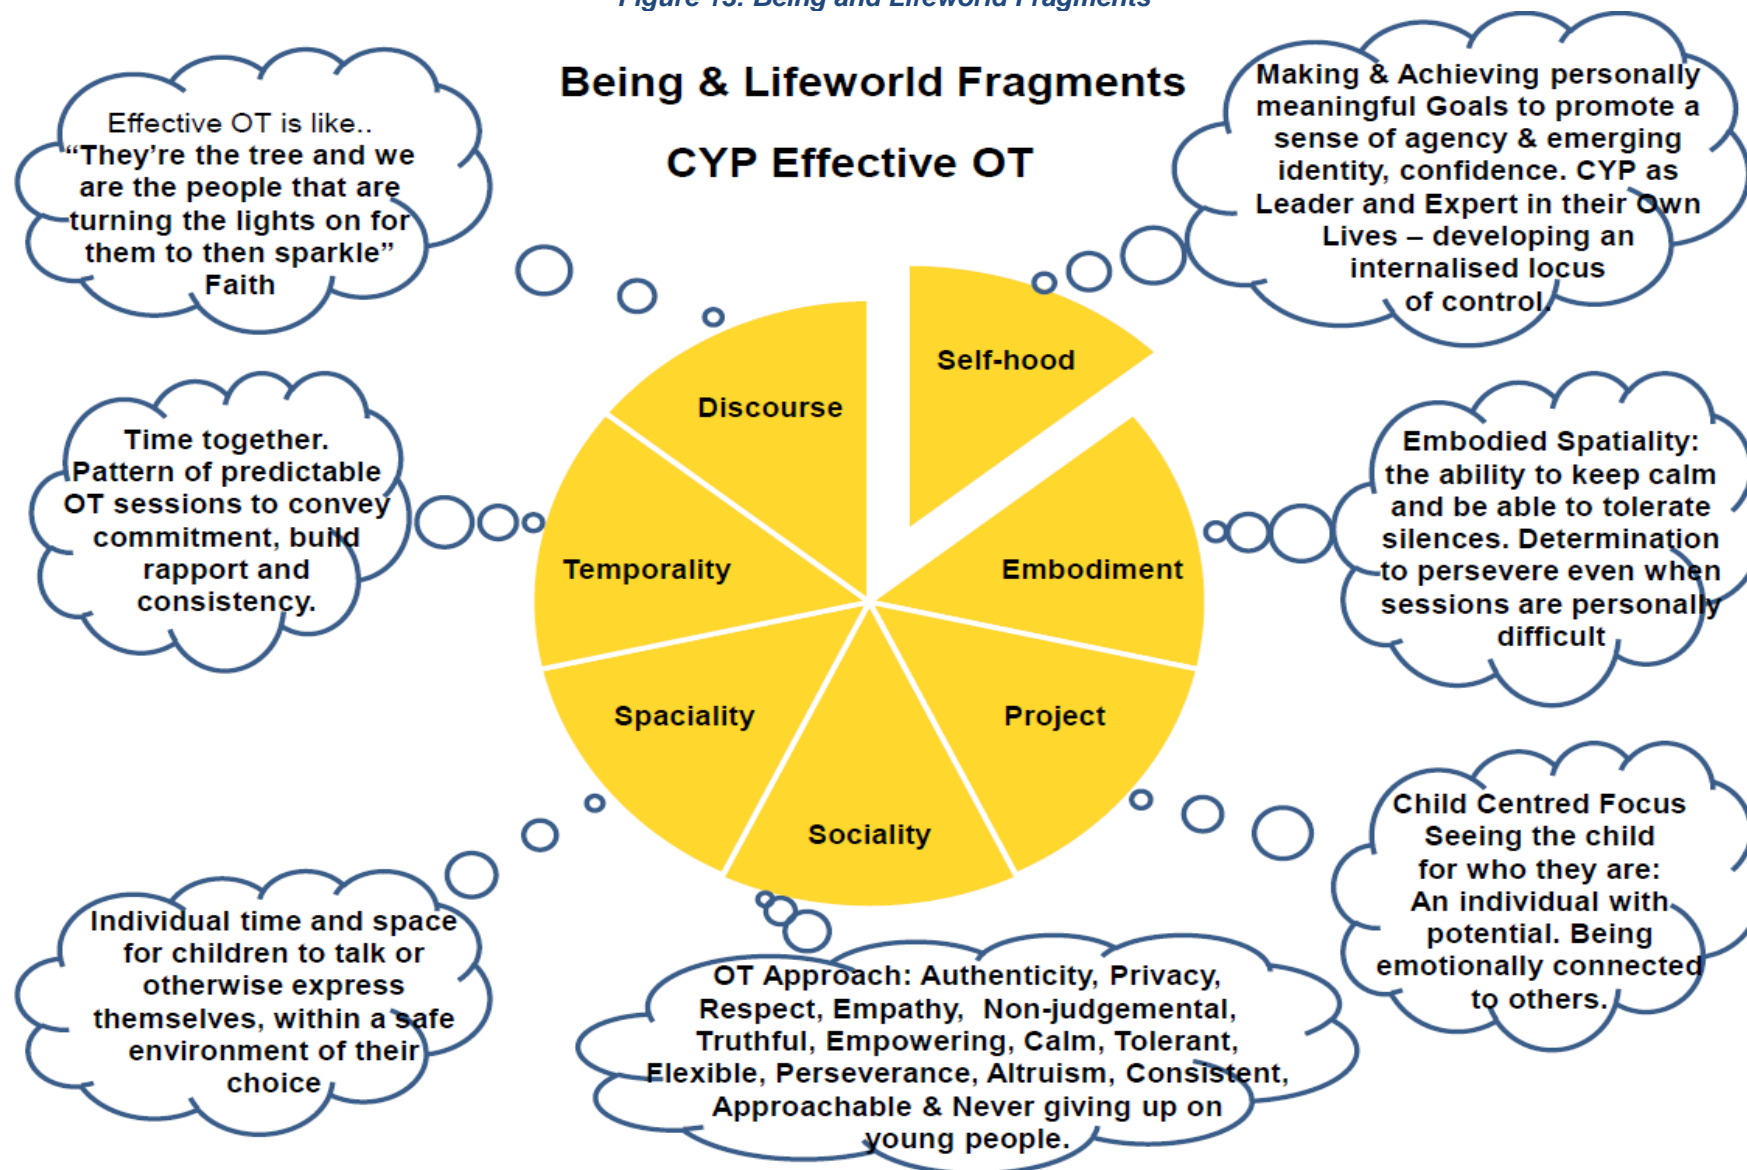 Figure 13: Being and Lifeworld Fragments
Being & Lifeworld Fragments
CYP Effective OT
Effective OT is like..
“They’re the tree and we
are the people that are
turning the lights on for
them to then sparkle”
Faith
Making & Achieving personally
meaningful Goals to promote a
sense of agency & emerging
identity, confidence. CYP as
Leader and Expert in their Own
Lives – developing an
internalised locus
of control.
Discourse
Self-hood
Time together.
Pattern of predictable
OT sessions to convey
commitment, build
rapport and
consistency.
Temporality
Embodiment
Embodied Spatiality:
the ability to keep calm
and be able to tolerate
silences. Determination
to persevere even when
sessions are personally
difficult
Spaciality
Project
Sociality
Child Centred Focus
Seeing the child
for who they are:
An individual with
potential. Being
emotionally connected
to others.
Individual time and space
for children to talk or
otherwise express
themselves, within a safe
environment of their
choice
OT Approach: Authenticity, Privacy,
Respect, Empathy, Non-judgemental,
Truthful, Empowering, Calm, Tolerant,
Flexible, Perseverance, Altruism, Consistent,
Approachable & Never giving up on
young people.